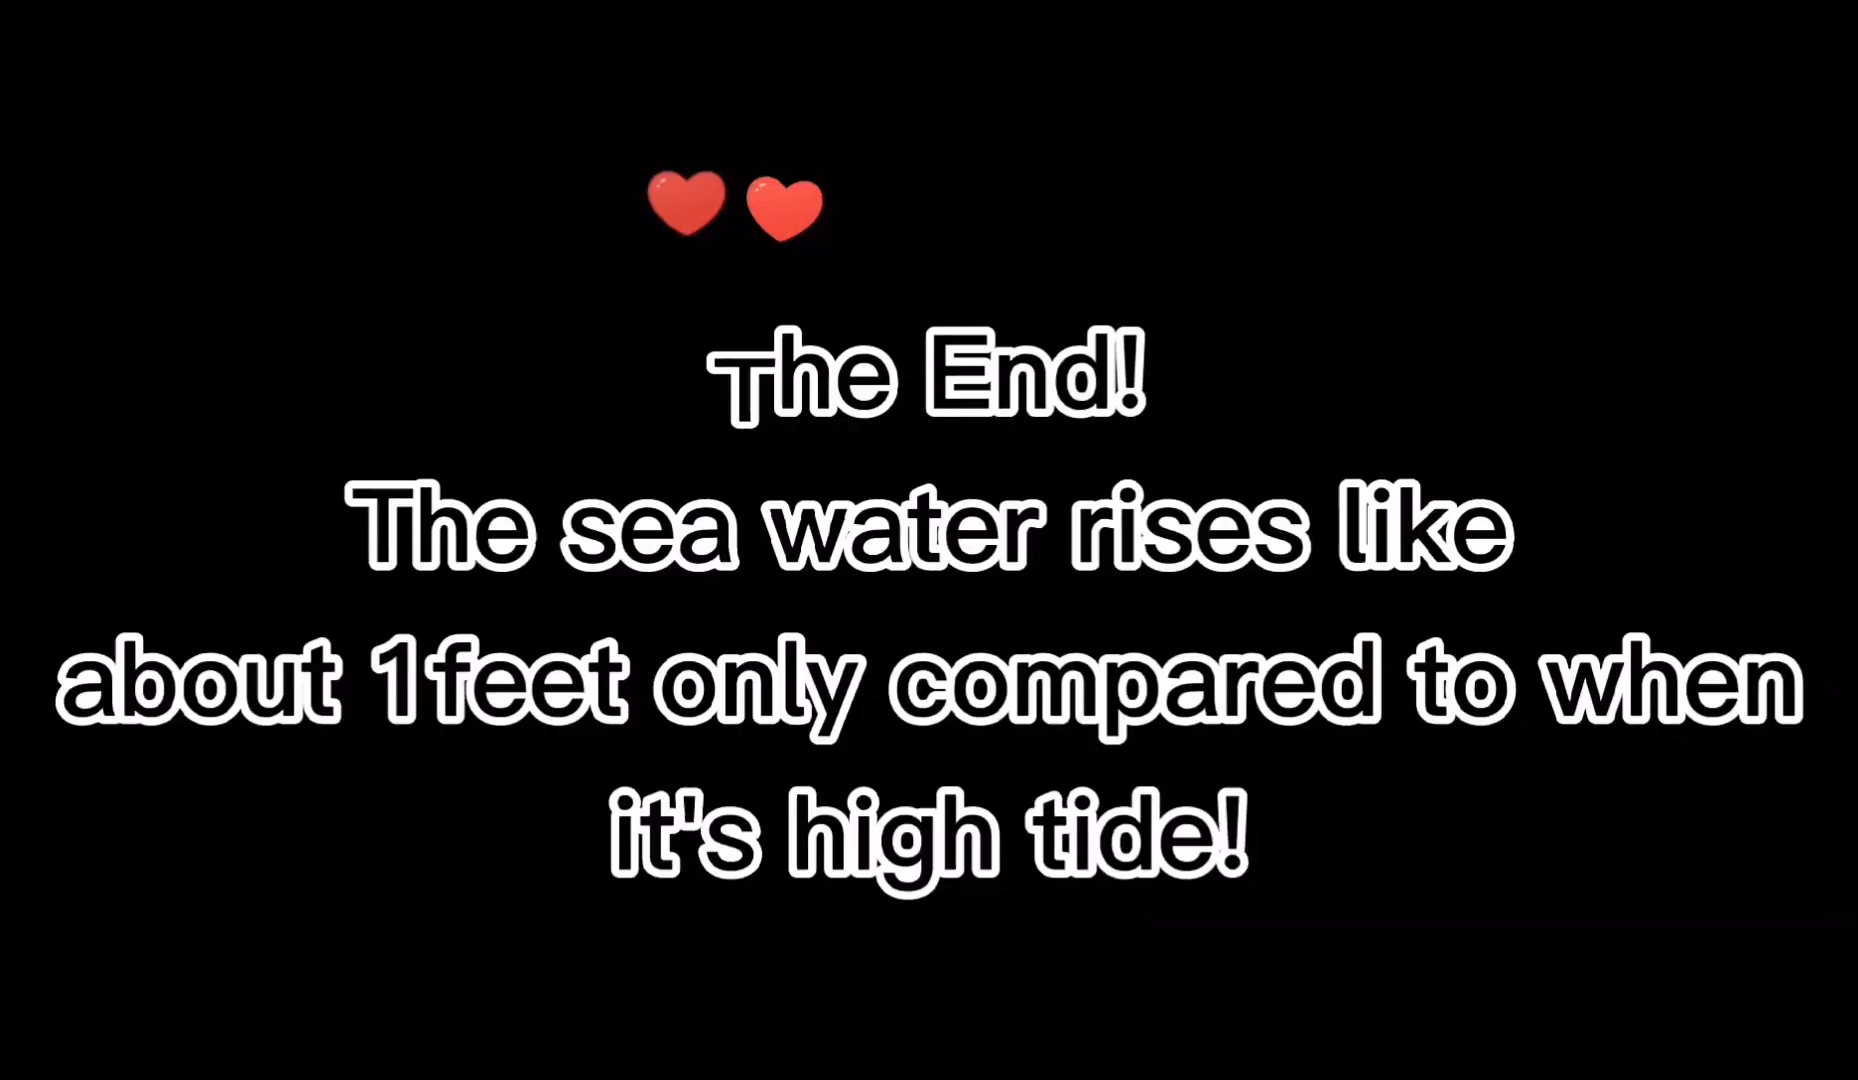 The End!
The sea water rises like
about 1feet only compared to when
it's high tide!